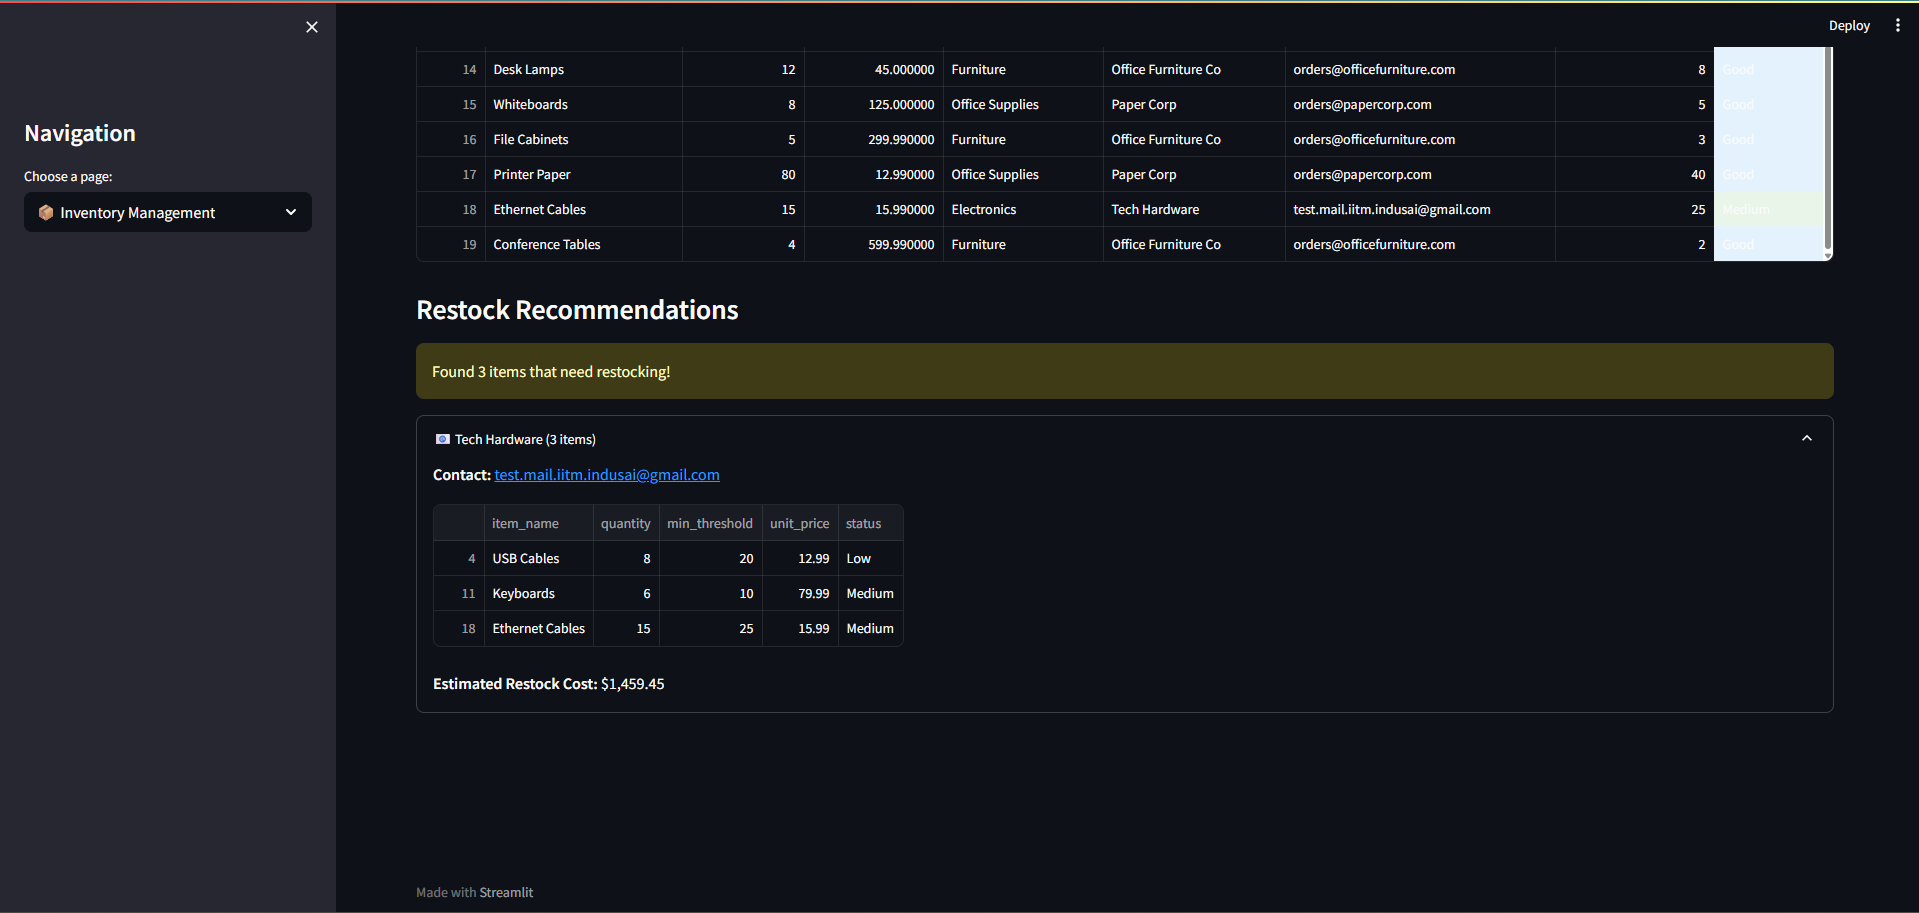 Deploy
Navigation
Choose a page:
Inventory Management
14 Desk Lamps 12 45.000000 Furniture Office Furniture Co orders@officefurniture.com 8 Good
15 Whiteboards 8 125.000000 Office Supplies Paper Corp orders@papercorp.com 5 Good
16 File Cabinets 5 299.990000 Furniture Office Furniture Co orders@officefurniture.com 3 Good
17 Printer Paper 80 12.990000 Office Supplies Paper Corp orders@papercorp.com 40 Good
18 Ethernet Cables 15 15.990000 Electronics Tech Hardware test.mail.iitm.indusai@gmail.com 25 Medium
19 Conference Tables 4 599.990000 Furniture Office Furniture Co orders@officefurniture.com 2 Good
Restock Recommendations
Found 3 items that need restocking!
Tech Hardware (3 items)
Contact: test.mail.iitm.indusai@gmail.com
item_name quantity min_threshold unit_price status
4 USB Cables 8 20 12.99 Low
11 Keyboards 6 10 79.99 Medium
18 Ethernet Cables 15 25 15.99 Medium
Estimated Restock Cost: $1,459.45
Made with Streamlit